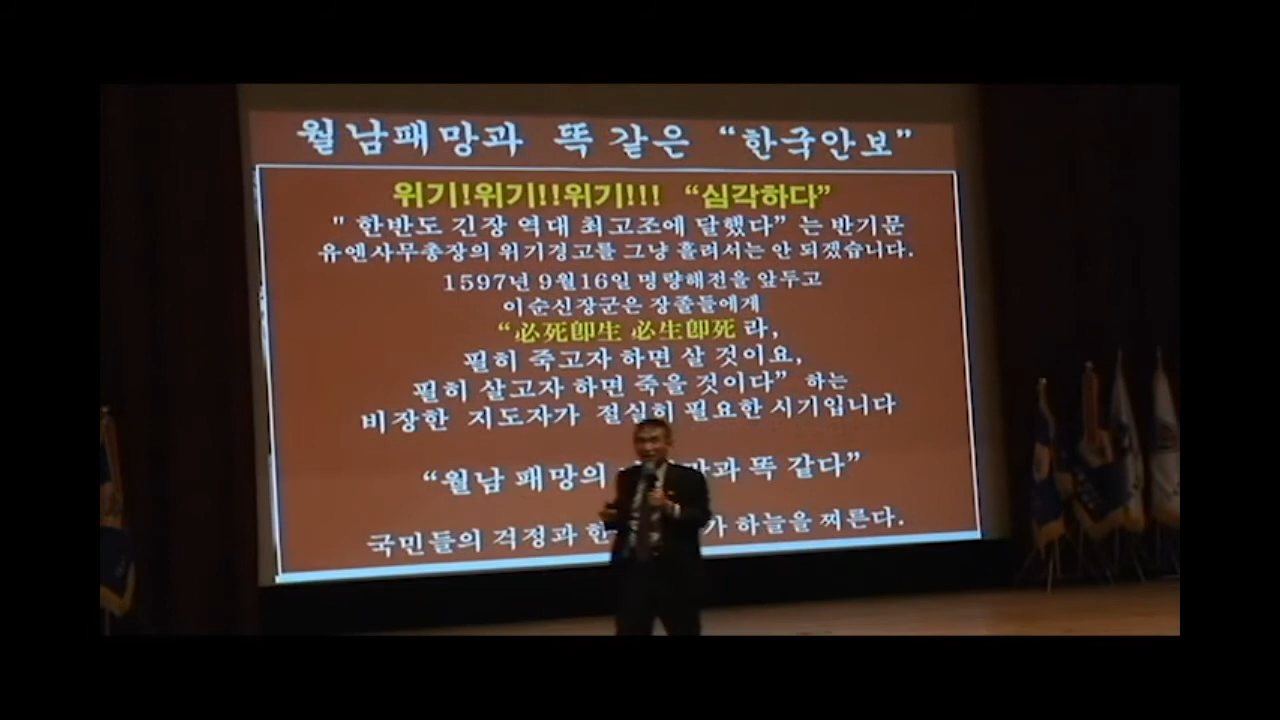 월남패망과 똑 같은 “한국안보”
위기!위기!!위기!!! “심각하다”
" 한반도 긴장 역대 최고조에 달했다” 는 반기문
유엔사무총장의 위기경고를 그냥 흘려서는 안 되겠습니다.
1597년 9월16일 명량해전을 앞두고
이순신장군은 장졸들에게
“必死卽生 必生卽死 라,
필히 죽고자 하면 살 것이요,
필히 살고자 하면 죽을 것이다” 하는
비장한 지도자가 절실히 필요한 시기입니다
“월남 패망의 똑 같다”
국민들의 걱정과 하늘을 찌른다.